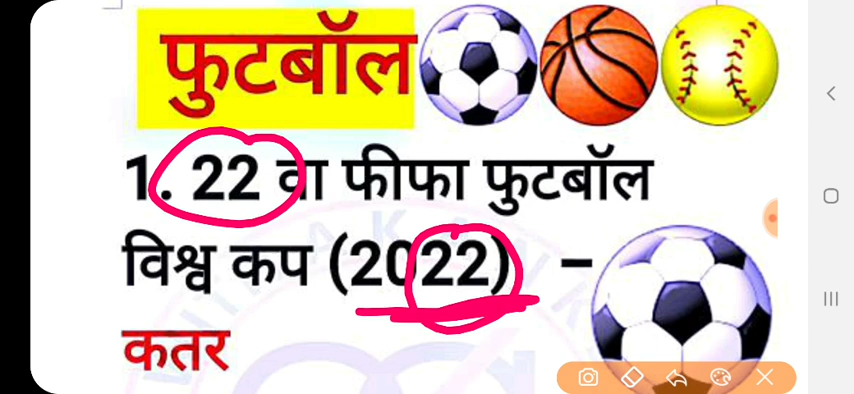 फुटबॉल
1. 22 वा फीफा फुटबॉल
विश्व कप (2022) –
कतर